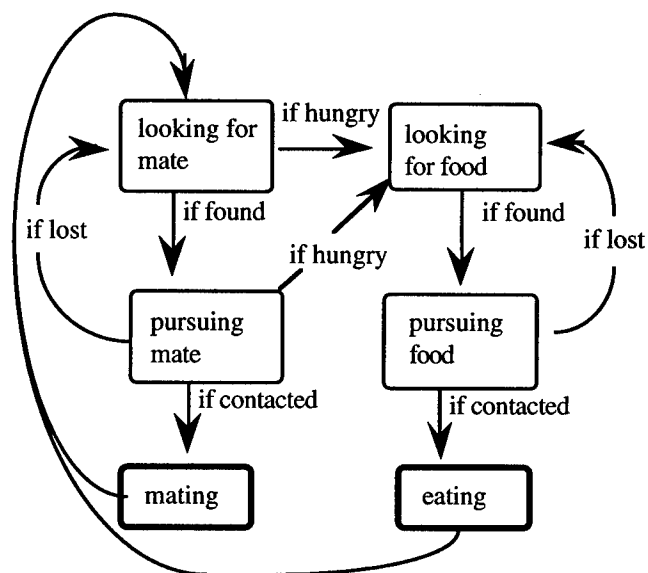 looking for
mate
if hungry
looking
for food
if found
if found
if lost
if lost
if hungry
pursuing
mate
pursuing
food
if contacted
if contacted
mating
eating